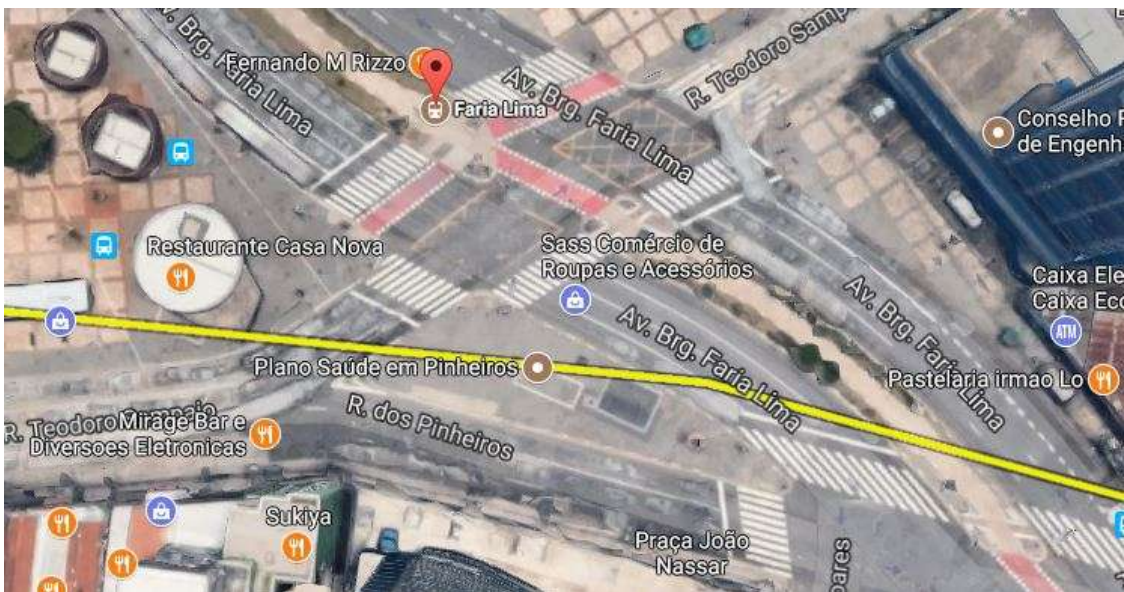 Av. Brg. Faria Lima
Fernando M Rizzo
Faria Lima
Av. Brg. Faria Lima
R. Teodoro Samp
Conselho
de Engenh
Restaurante Casa Nova
Sass Comércio de
Roupas e Acessórios
Caixa Ele
Caixa Eco
ATM
Av. Brg. Faria Lima
Av. Brg. Faria Lima
Plano Saúde em Pinheiros
Pastelaria irmao Lo
R. Teodoro Sampaio
Mirage Bar e
Diversoes Eletronicas
R. dos Pinheiros
Sukiya
Praça João
Nassar